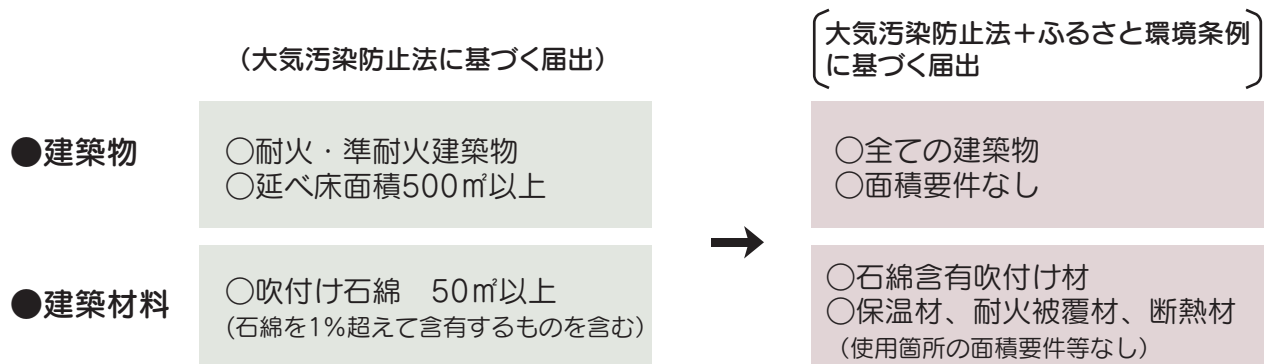 (大気汚染防止法に基づく届出)
大気汚染防止法+ふるさと環境条例
に基づく届出
●建築物
○耐火・準耐火建築物
○延べ床面積500㎡以上
○全ての建築物
○面積要件なし
→
●建築材料
○吹付け石綿 50㎡以上
(石綿を1%超えて含有するものを含む)
○石綿含有吹付け材
○保温材、耐火被覆材、断熱材
(使用箇所の面積要件等なし)